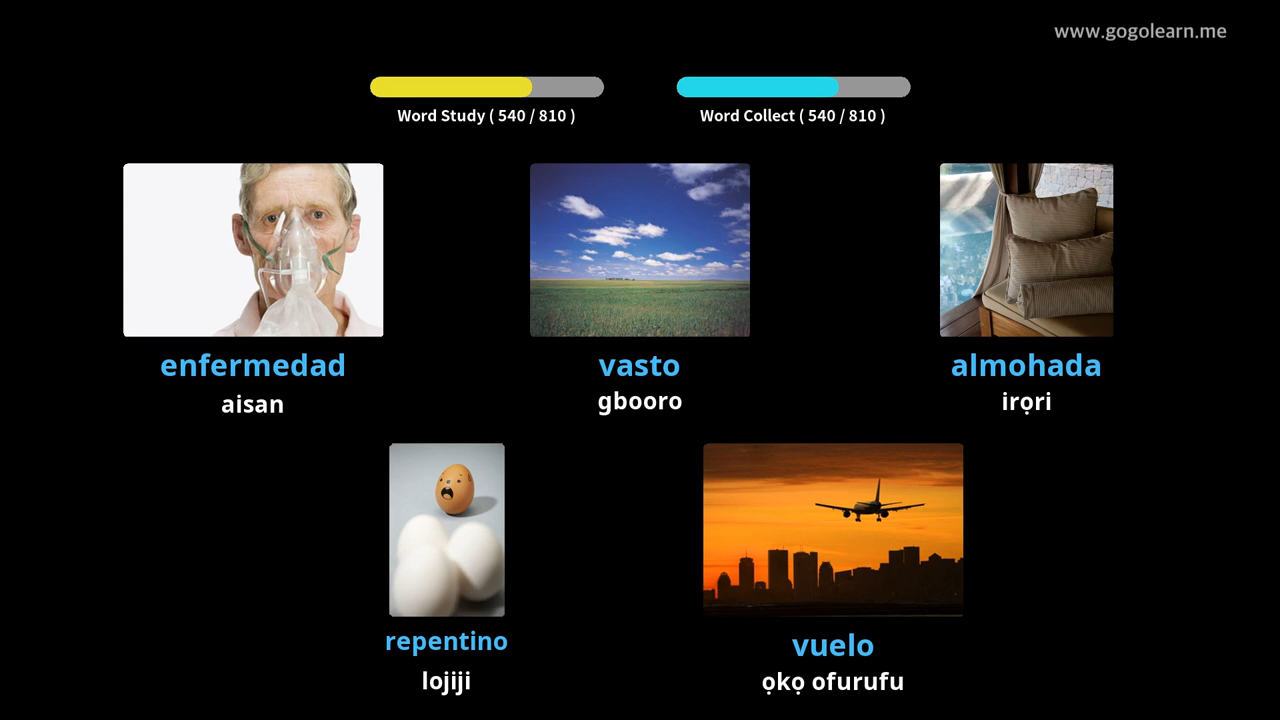 www.gogolearn.me
Word Study ( 540 / 810 )
Word Collect ( 540 / 810 )
enfermedad
aisan
vasto
gbooro
almohada
irọri
repentino
lojiji
vuelo
ọkọ ofurufu